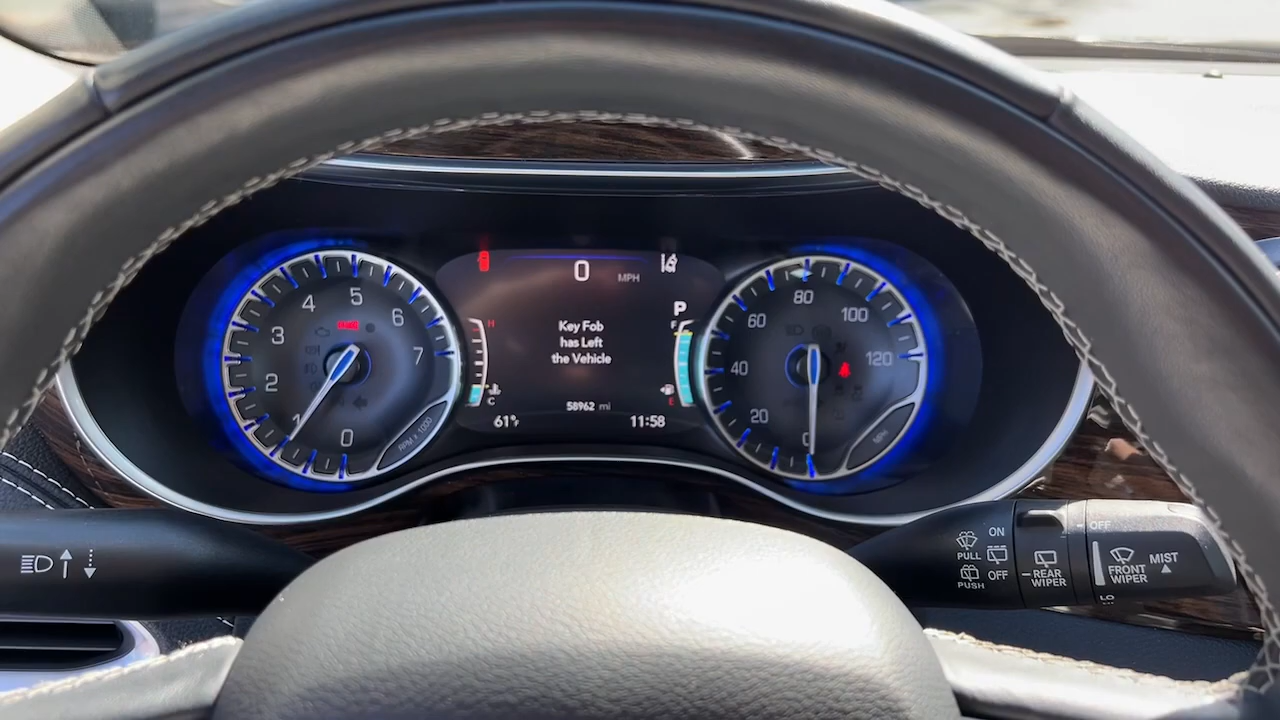 0 MPH
P
H
F
Key Fob
has Left
the Vehicle
C
E
58962 mi
61°F
11:58
0
1
2
3
4
5
6
7
RPM x 1000
0
20
40
60
80
100
120
MPH
ON
PULL
OFF
PUSH
REAR
WIPER
OFF
FRONT
WIPER
MIST
LO